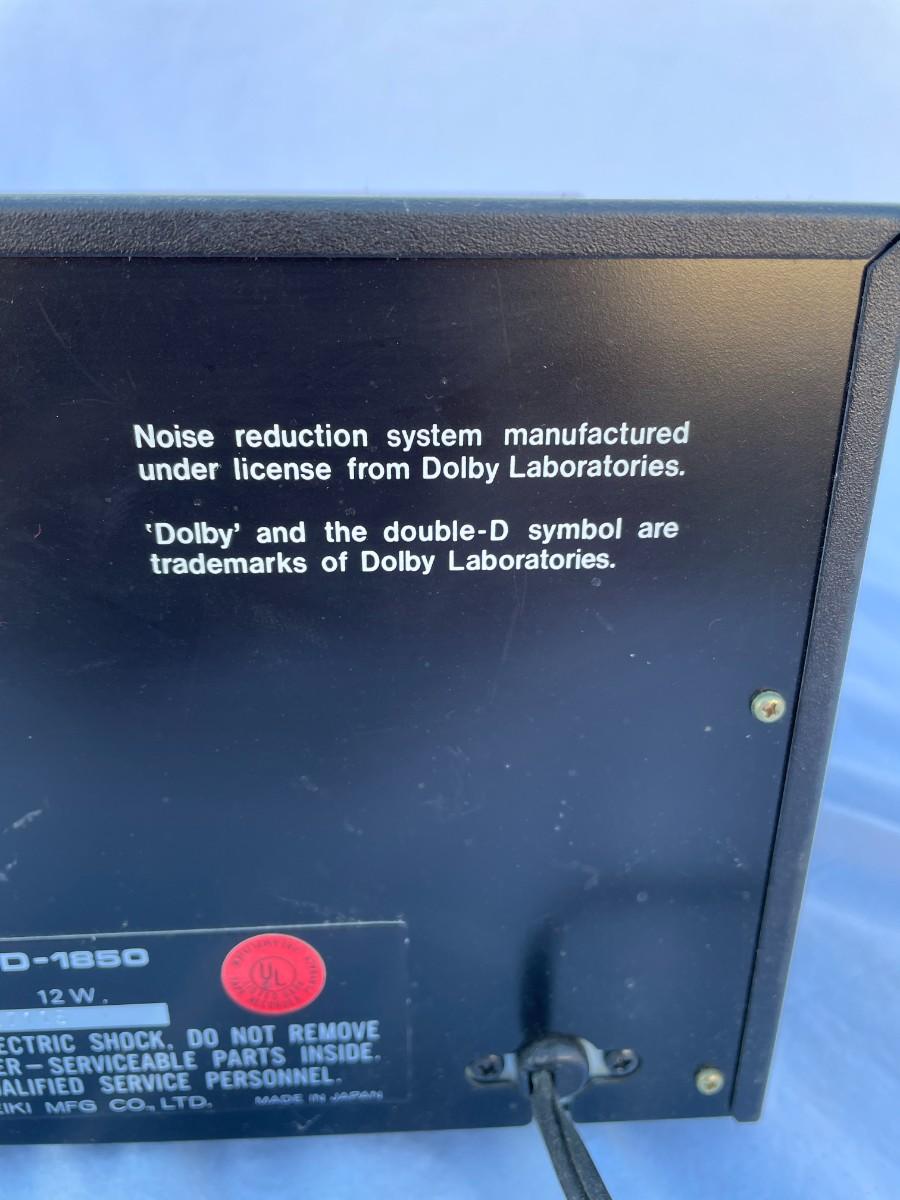 Noise reduction system manufactured
under license from Dolby Laboratories.
'Dolby' and the double-D symbol are
trademarks of Dolby Laboratories.
D-1850
12 W.
UL
ECTRIC SHOCK, DO NOT REMOVE
ER-SERVICEABLE PARTS INSIDE.
ALIFIED SERVICE PERSONNEL.
EIKI MFG CO., LTD. MADE IN JAPAN